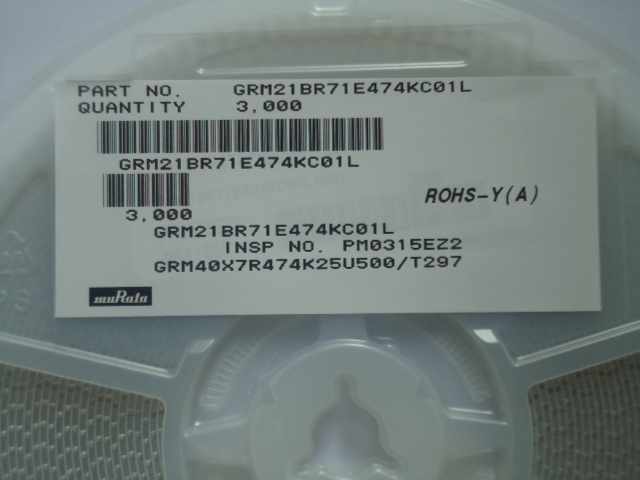 PART NO. GRM21BR71E474KC01L
QUANTITY 3,000
GRM21BR71E474KC01L
3,000
ROHS-Y(A)
GRM21BR71E474KC01L
INSP NO. PM0315EZ2
GRM40X7R474K25U500/T297
muRata